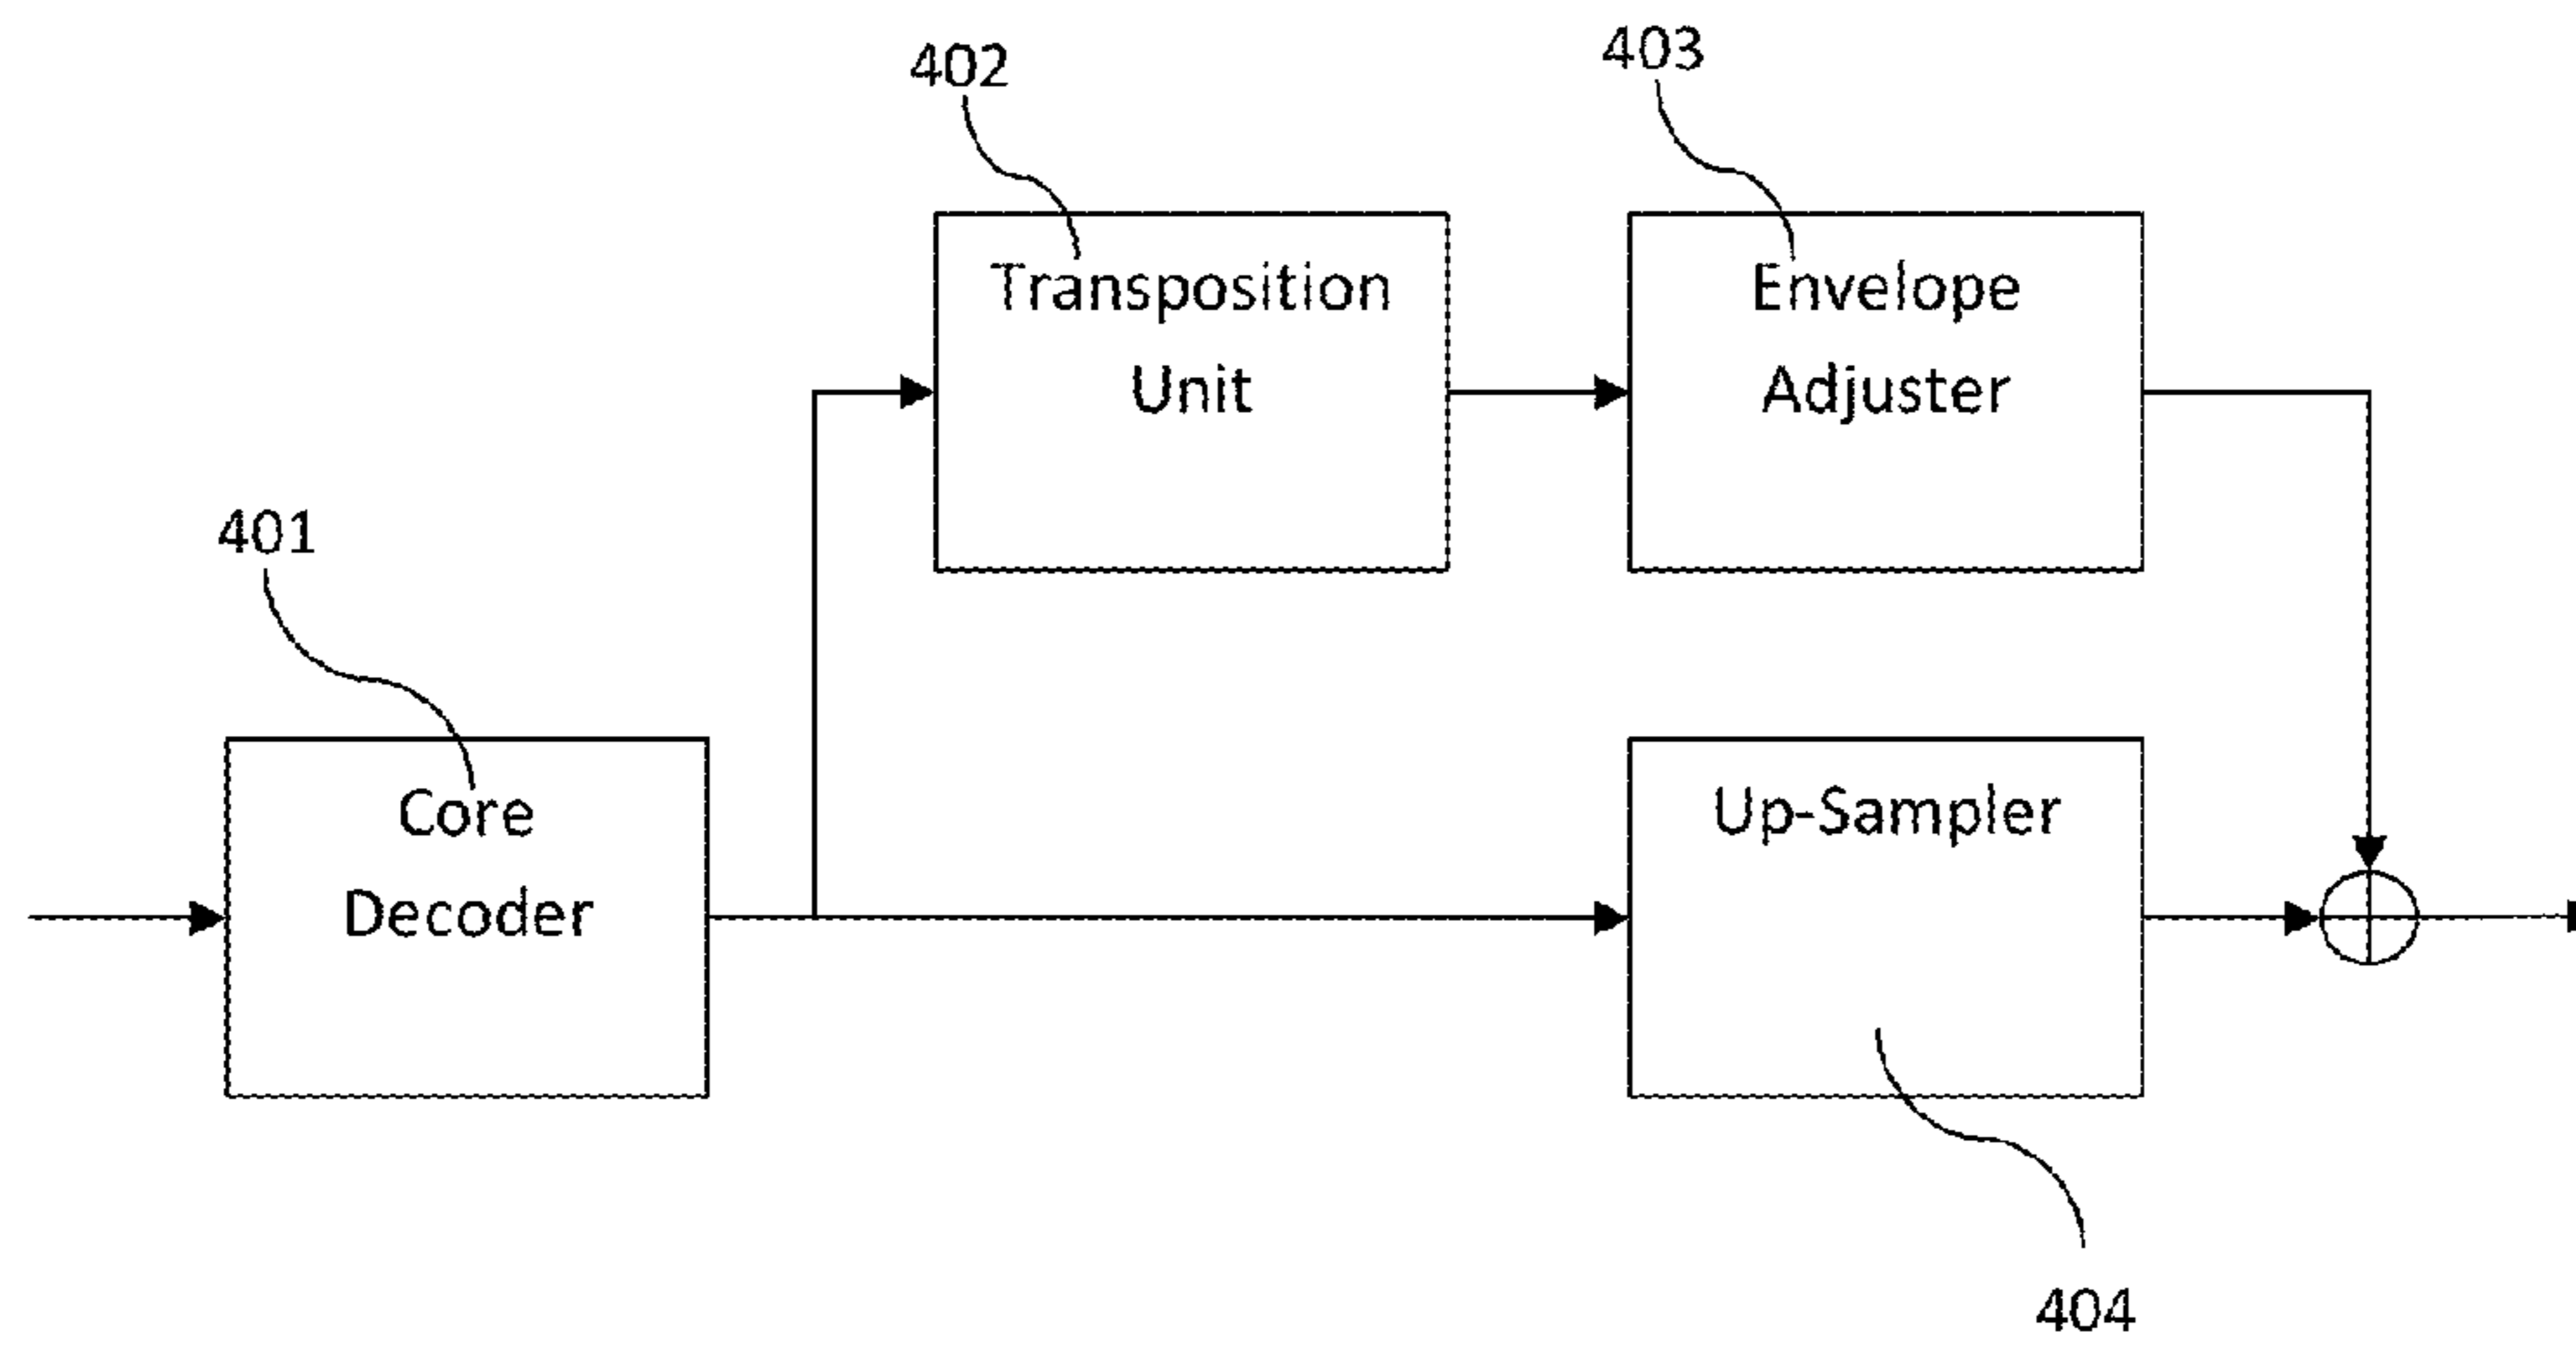 402
403
Transposition
Unit
Envelope
Adjuster
401
Core
Decoder
Up-Sampler
404